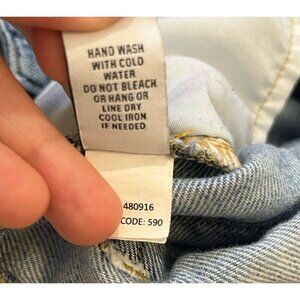 HAND WASH
WITH COLD
WATER
DO NOT BLEACH
OR HANG OR
LINE DRY
COOL IRON
IF NEEDED
480916
CODE: 590